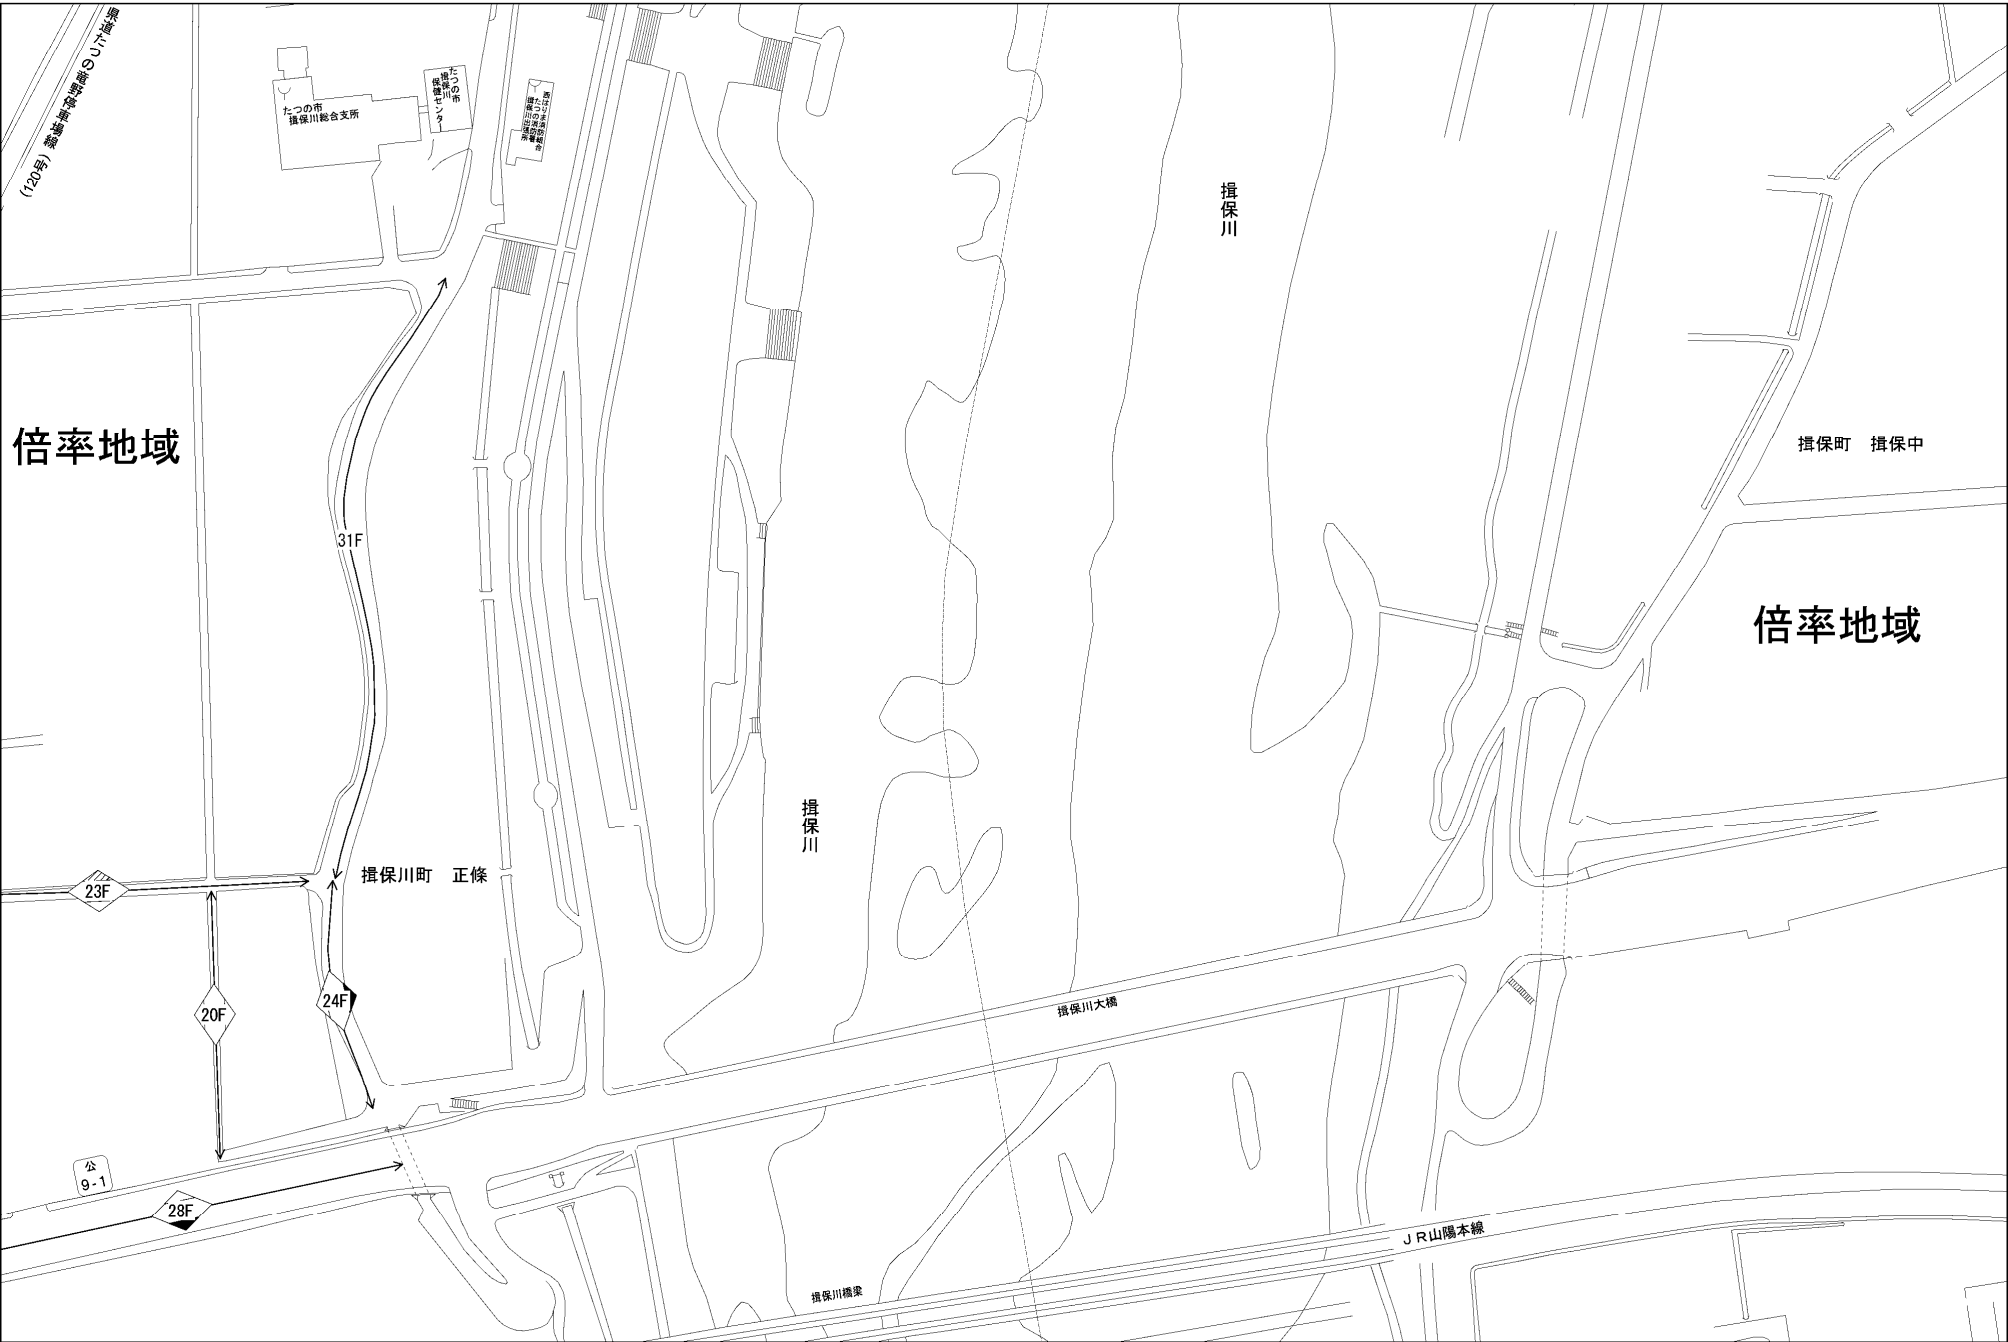 県道たつの竜野停車場線
(120号)
たつの市
揖保川総合支所
たつの市
揖保川
保健センター
西はりま消防組合
たつの消防署
揖保川出張所
揖保川
倍率地域
揖保町 揖保中
31F
倍率地域
揖保川
揖保川町 正條
23F
24F
20F
揖保川大橋
公
9-1
28F
JR山陽本線
揖保川橋梁